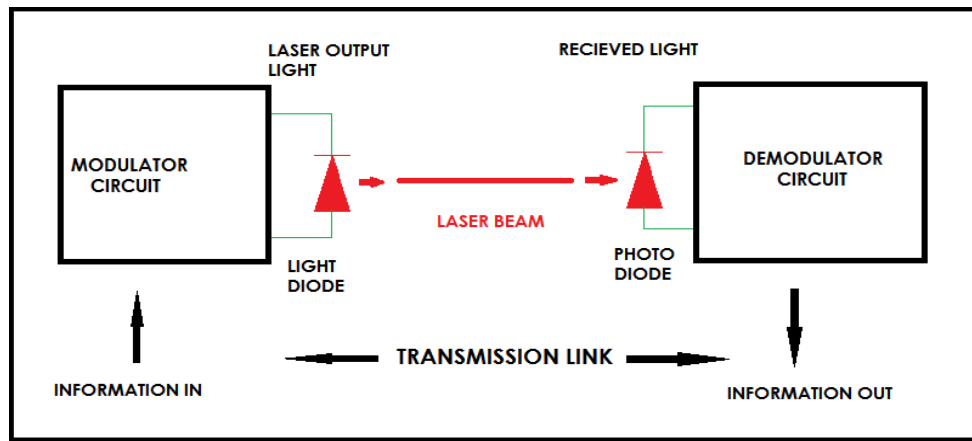 LASER OUTPUT
LIGHT
RECIEVED LIGHT
MODULATOR
CIRCUIT
DEMODULATOR
CIRCUIT
LASER BEAM
LIGHT
DIODE
PHOTO
DIODE
TRANSMISSION LINK
INFORMATION IN
INFORMATION OUT